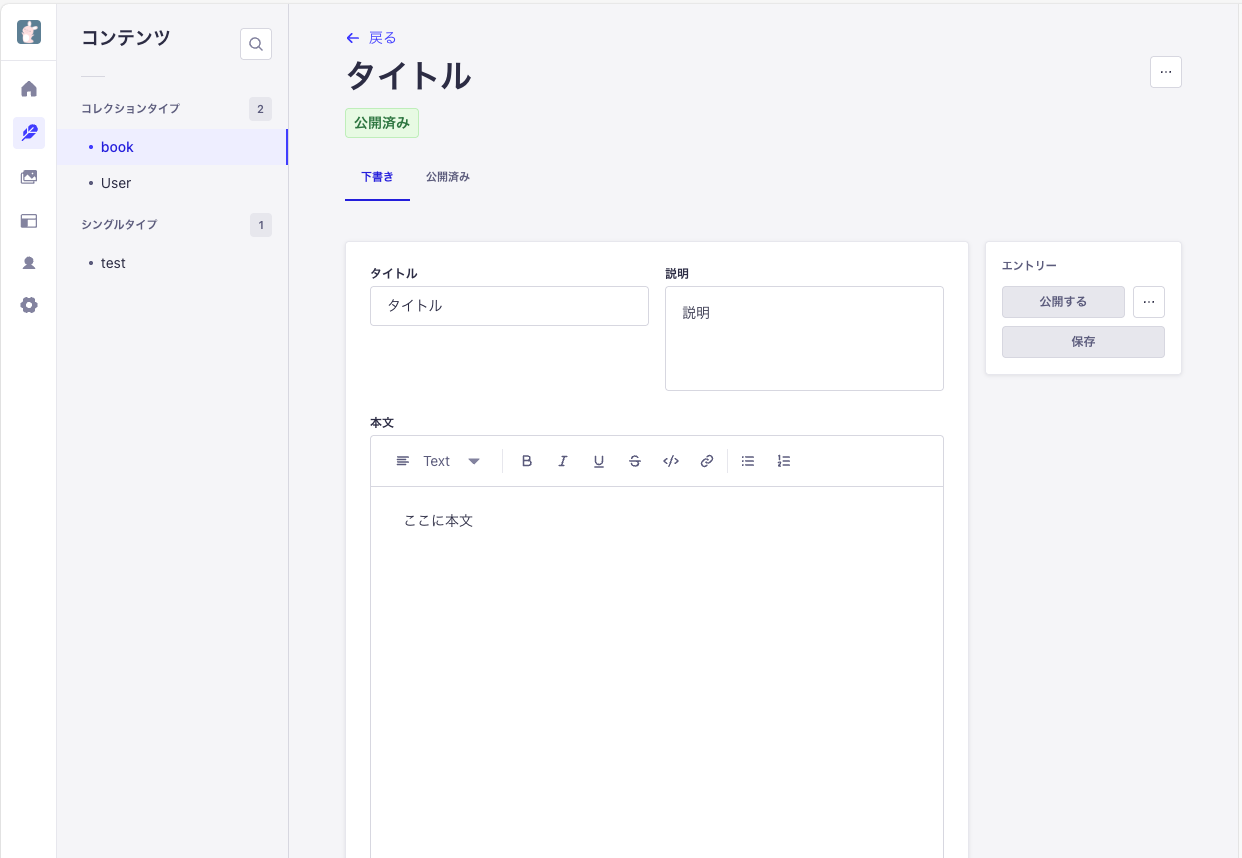 コンテンツ
コレクションタイプ 2
book
User
シングルタイプ 1
test
戻る
タイトル
公開済み
下書き 公開済み
タイトル
タイトル
説明
説明
本文
Text B I U S </>
ここに本文
エントリー
公開する
保存